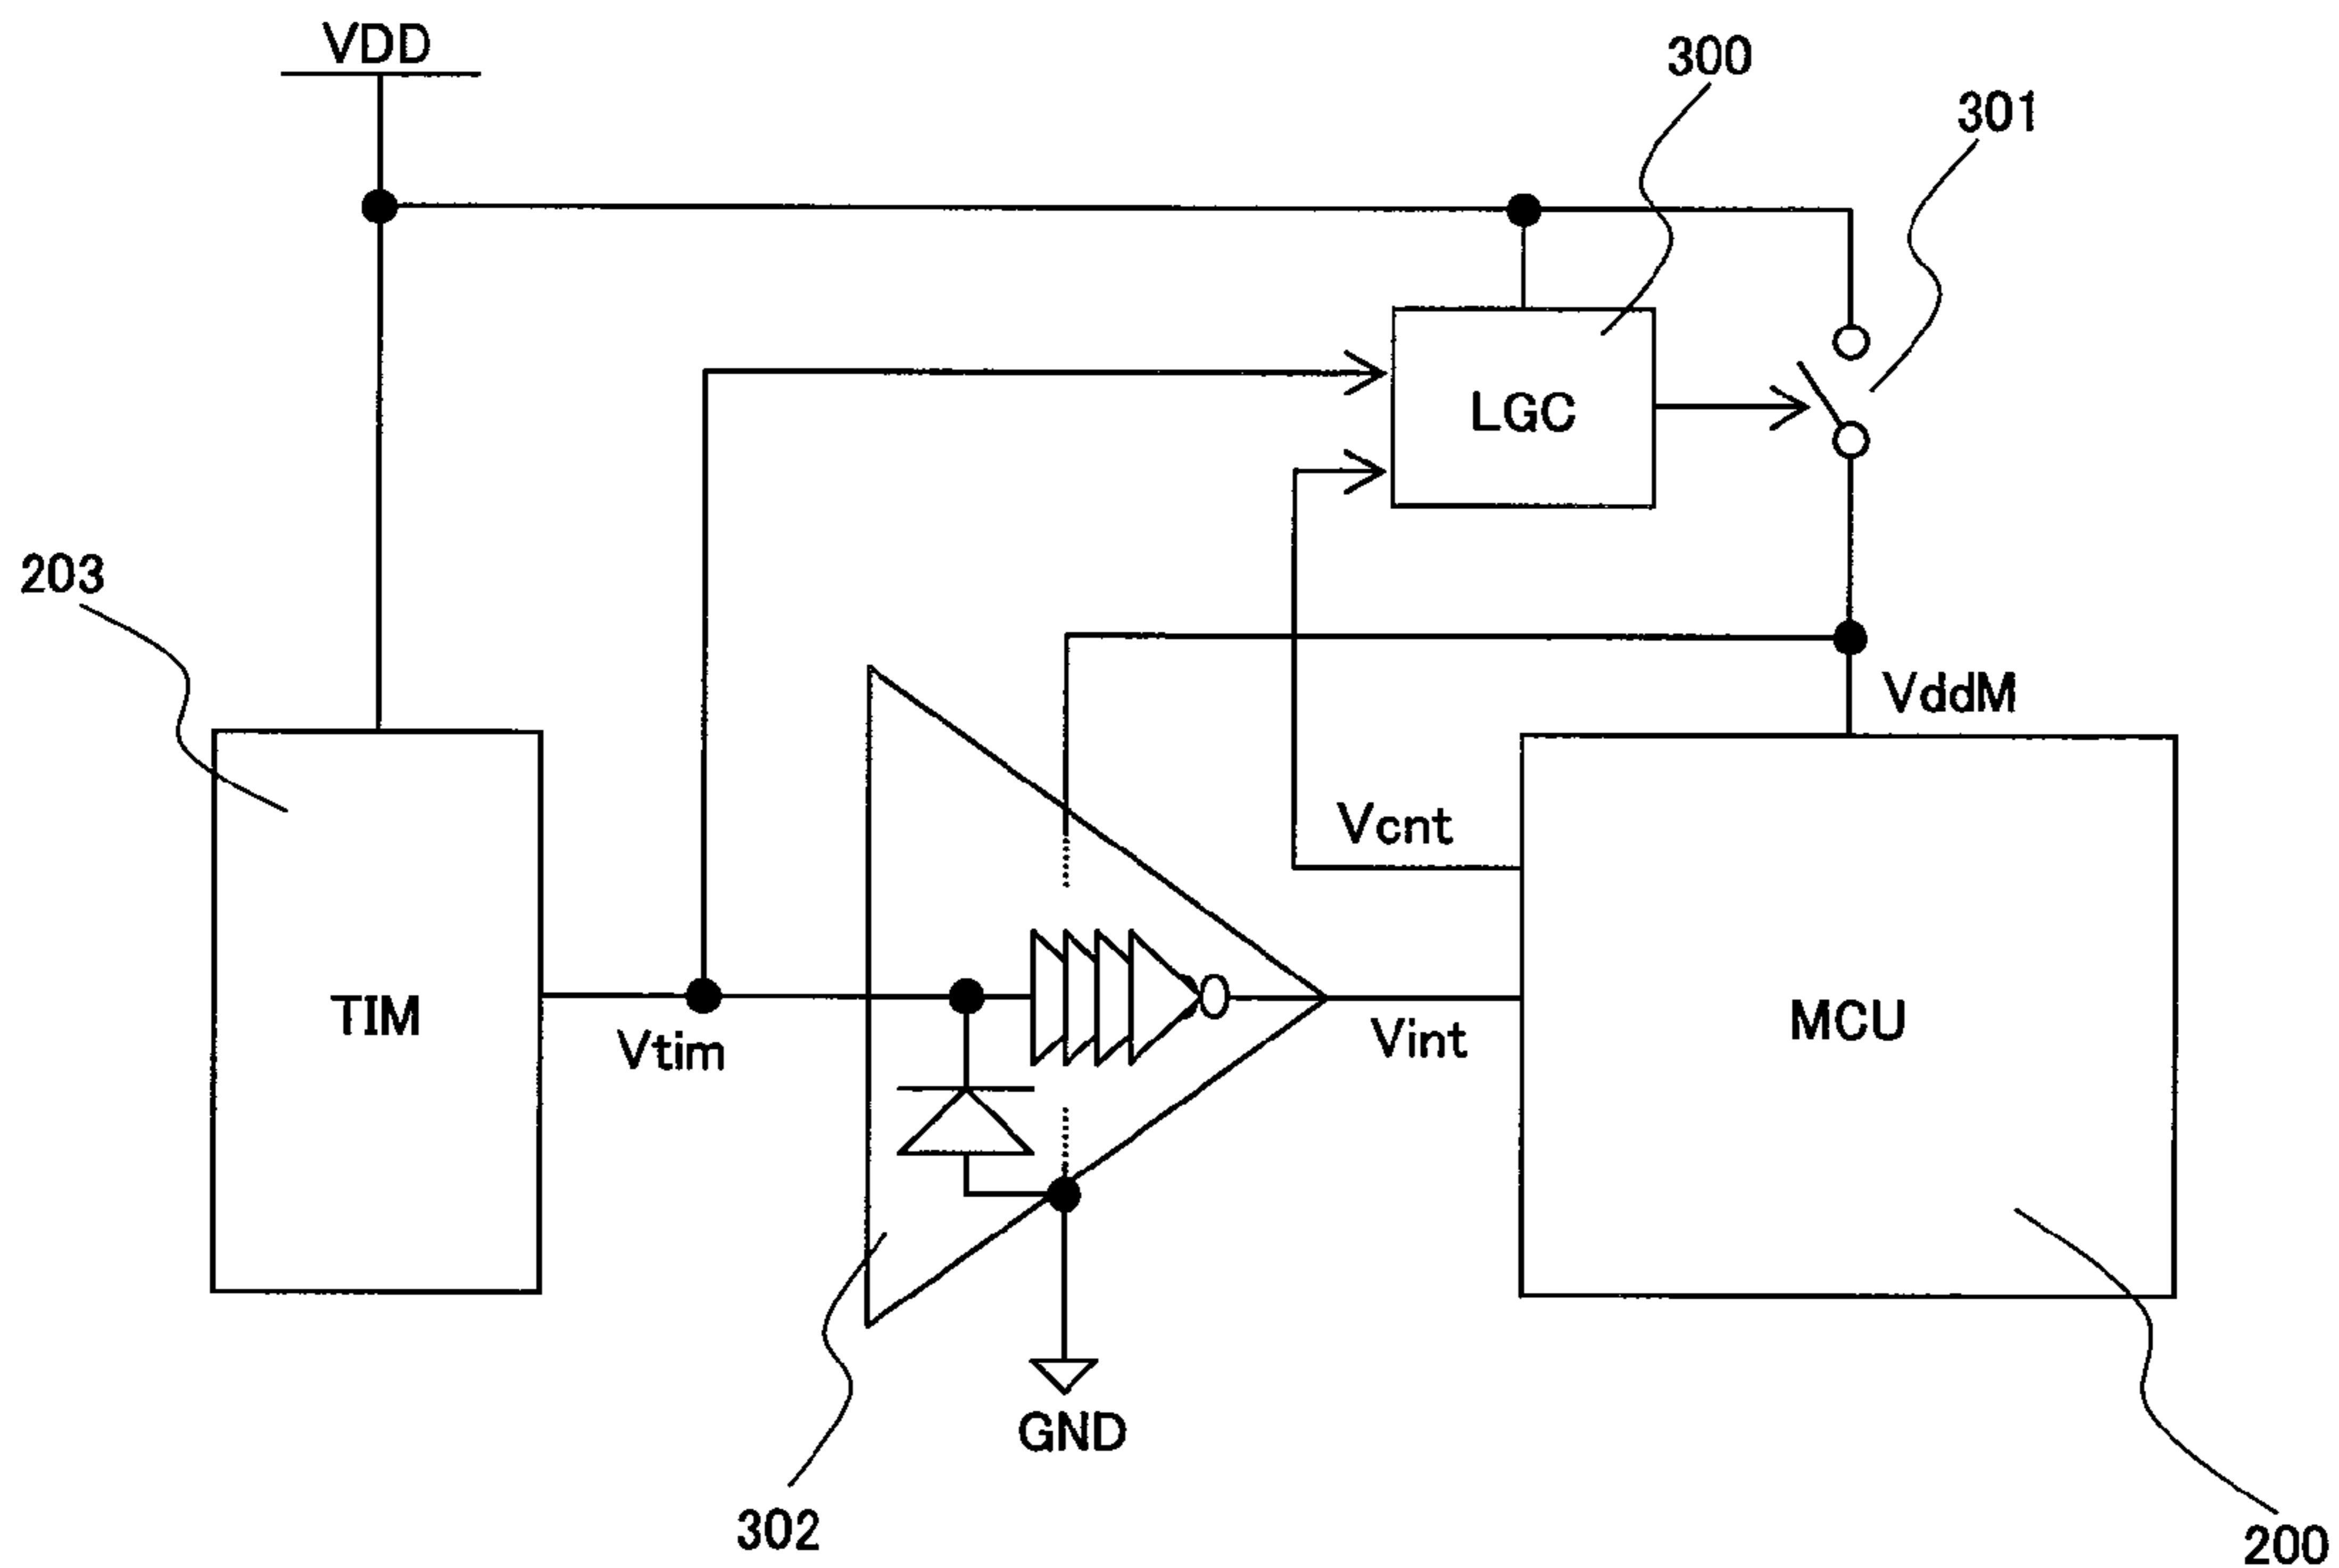 VDD
300
301
LGC
203
VddM
Vcnt
TIM
Vtim
Vint
MCU
GND
302
200